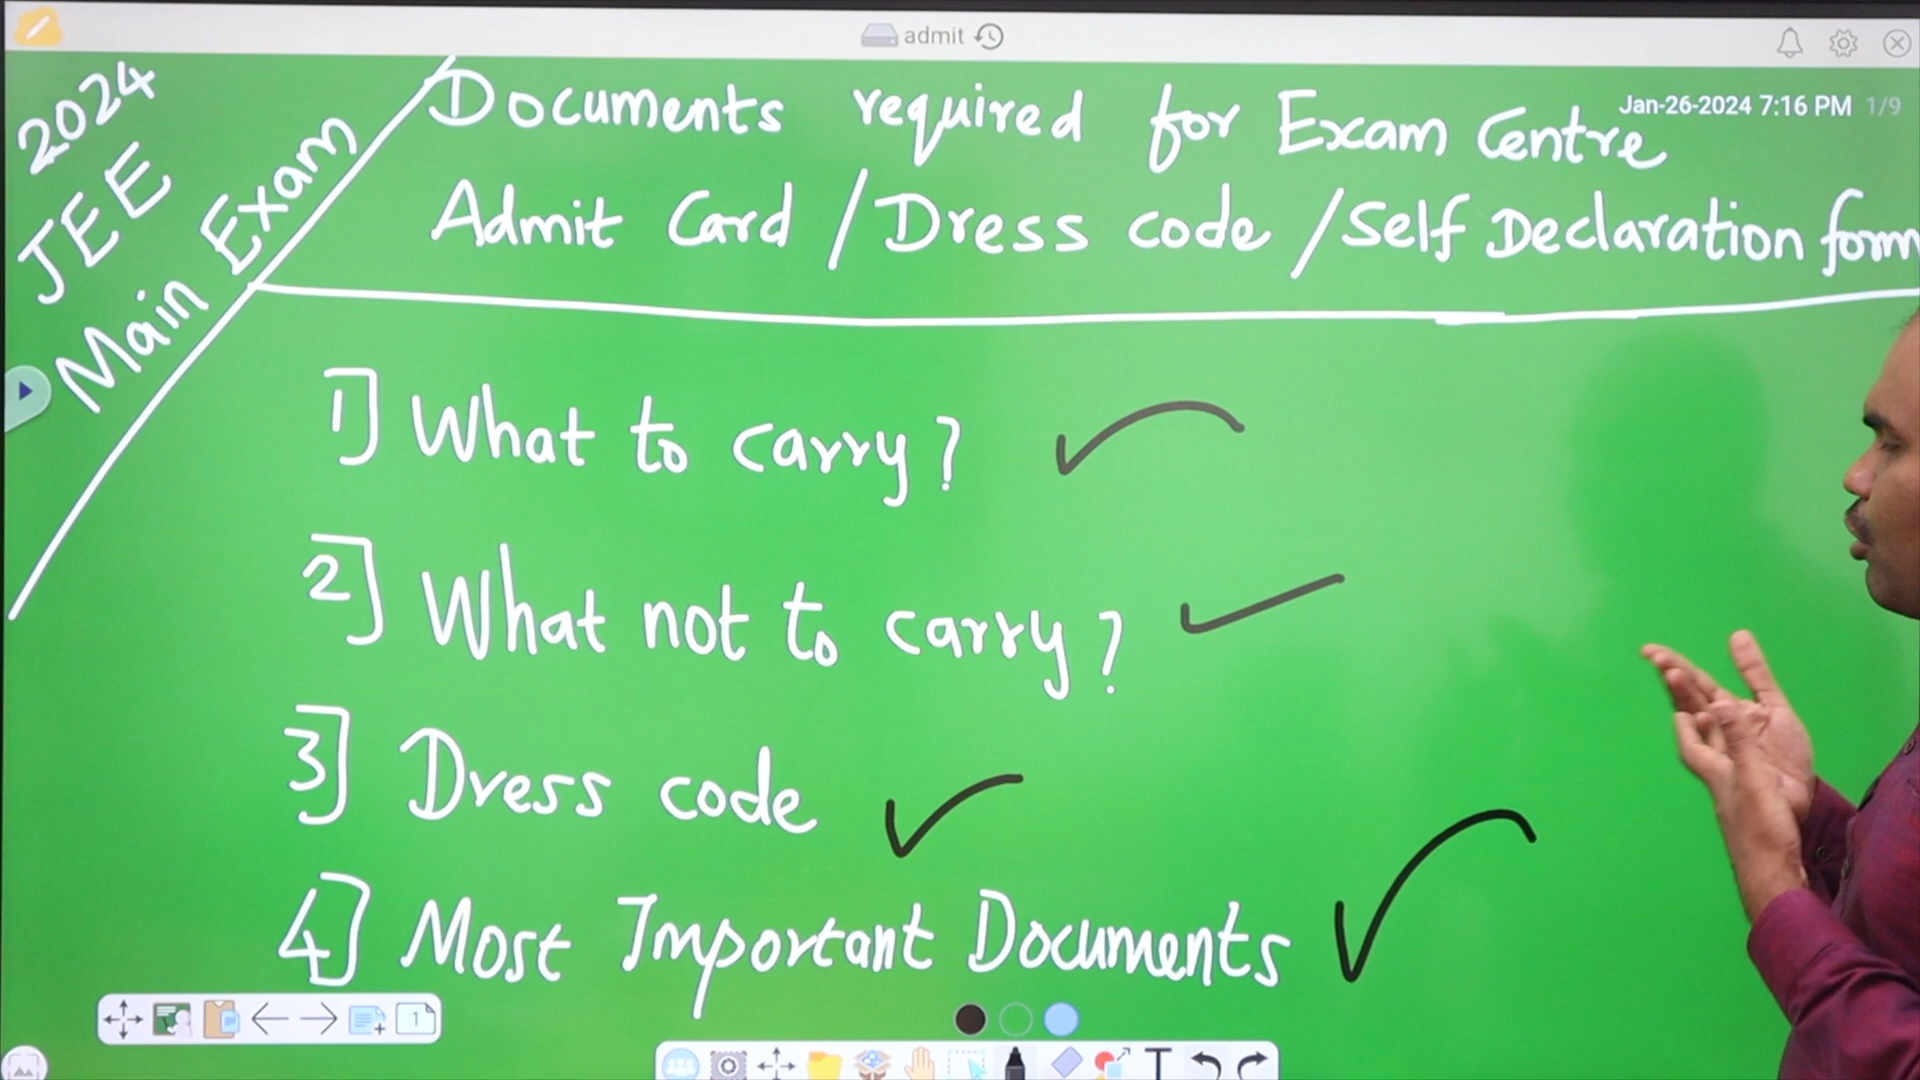 admit
Jan-26-2024 7:16 PM 1/9
2024
JEE
Main Exam
Documents required for Exam Centre
Admit Card / Dress code / Self Declaration form
1] What to carry?
2] What not to carry?
3] Dress code
4] Most Important Documents
1
T